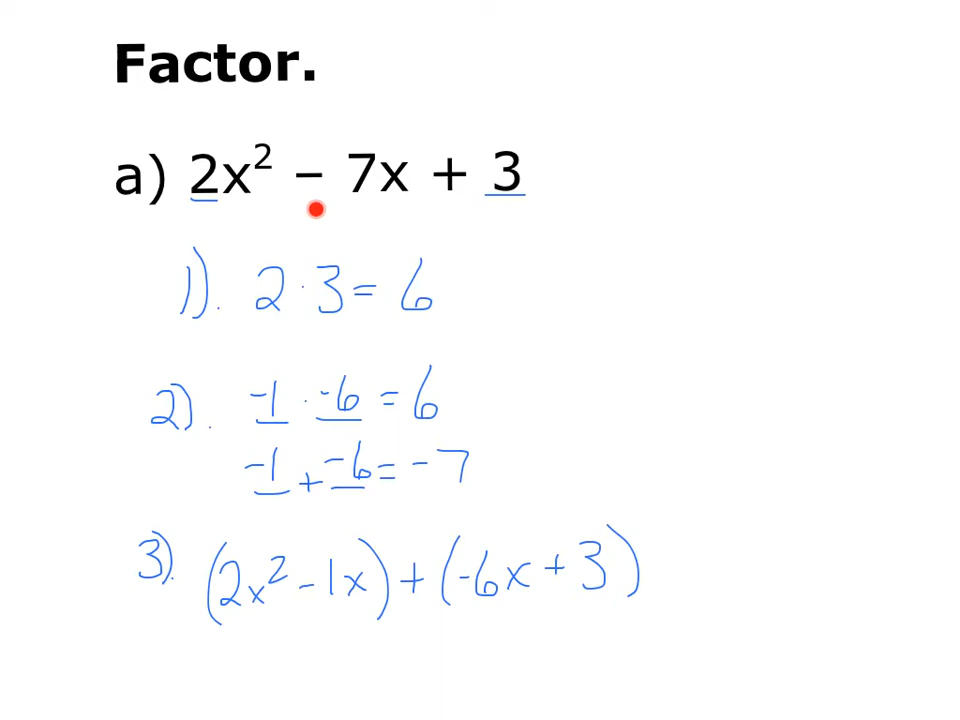 Factor.
a) 2x² – 7x + 3
1). 2 · 3 = 6
2). -1 · -6 = 6
-1 + -6 = -7
3). (2x² - 1x) + (-6x + 3)